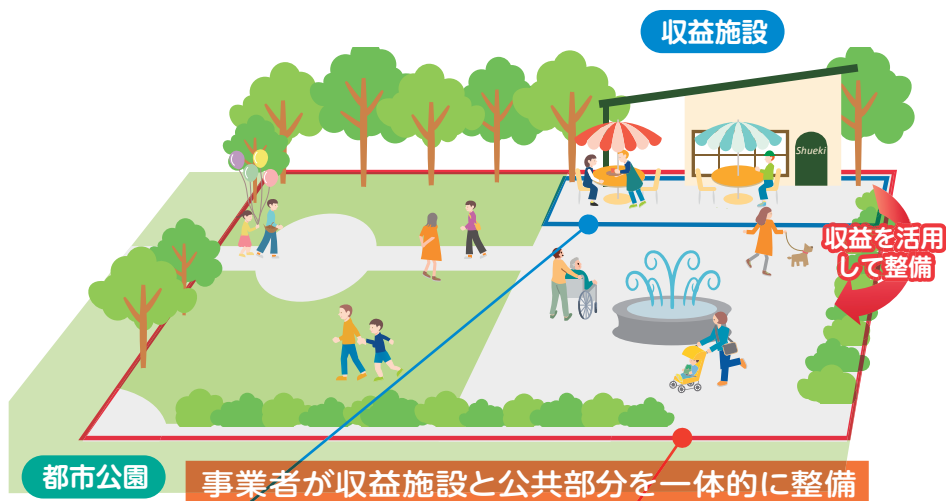 収益施設
Shueki
収益を活用
して整備
都市公園
事業者が収益施設と公共部分を一体的に整備